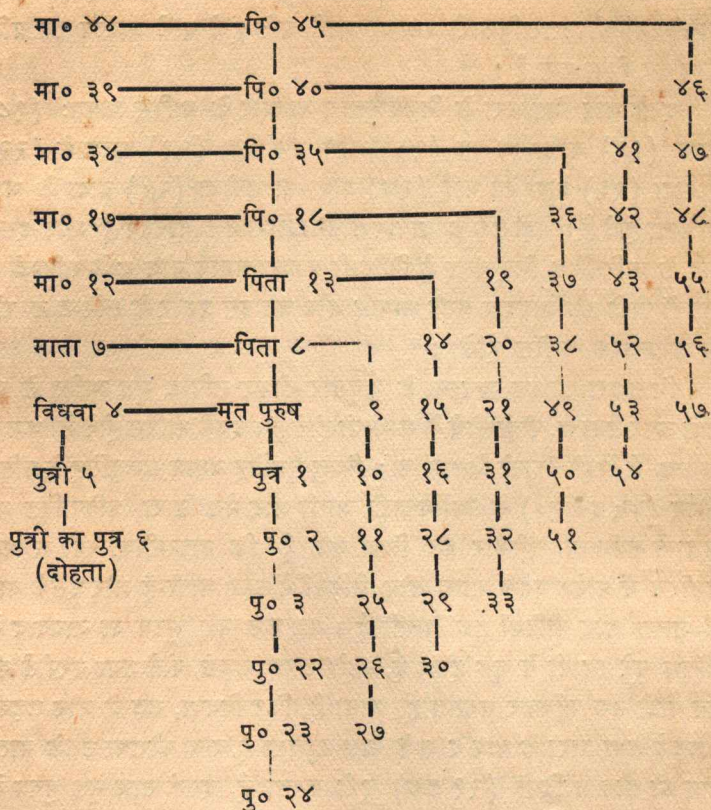 मा० ४४ पि० ४५
मा० ३९ पि० ४० ४६
मा० ३४ पि० ३५ ४१ ४७
मा० १७ पि० १८ ३६ ४२ ४८
मा० १२ पिता १३ १९ ३७ ४३ ५५
माता ७ पिता ८ १४ २० ३८ ५२ ५६
विधवा ४ मृत पुरुष ९ १५ २१ ४९ ५३ ५७
पुत्री ५ पुत्र १ १० १६ ३१ ५० ५४
पुत्री का पुत्र ६ पु० २ ११ २८ ३२ ५१
(दोहता)
पु० ३ २५ २९ ३३
पु० २२ २६ ३०
पु० २३ २७
पु० २४